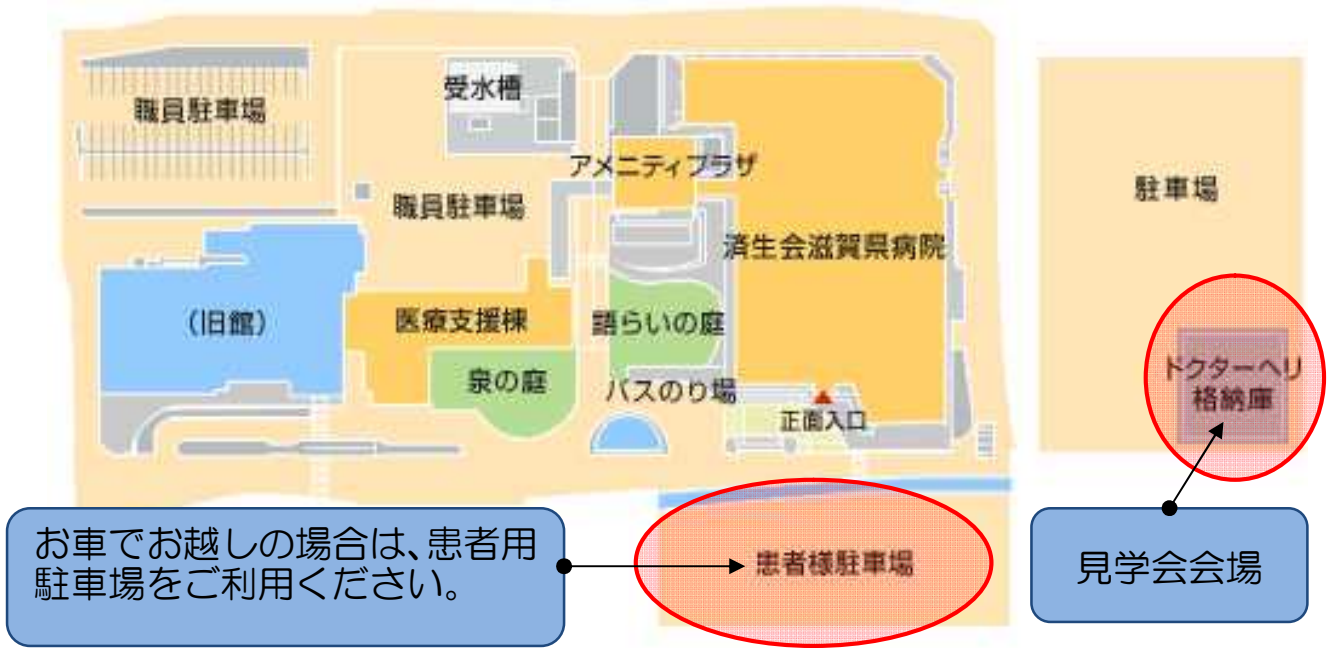 受水槽
職員駐車場
アメニティプラザ
駐車場
職員駐車場
済生会滋賀県病院
(旧館)
医療支援棟
語らいの庭
ドクターヘリ
格納庫
泉の庭
バスのり場
正面入口
お車でお越しの場合は、患者用
駐車場をご利用ください。
患者様駐車場
見学会会場